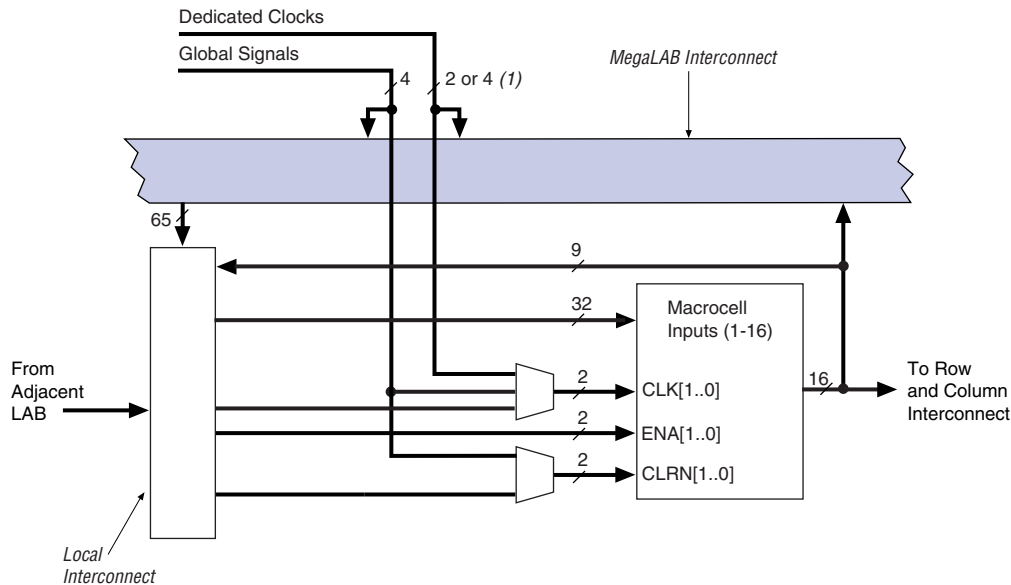 Dedicated Clocks
Global Signals
MegaLAB Interconnect
4
2 or 4 (1)
65
9
32
Macrocell
Inputs (1-16)
From
Adjacent
LAB
2
CLK[1..0]
16
To Row
and Column
Interconnect
2
ENA[1..0]
2
CLRN[1..0]
Local
Interconnect